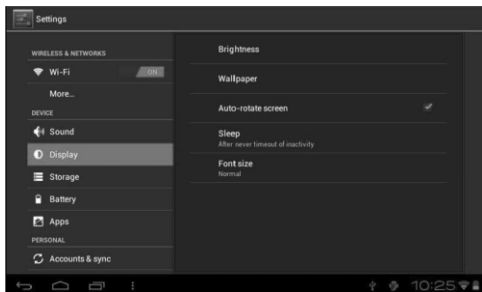 Settings
WIRELESS & NETWORKS
Wi-Fi ON
More...
DEVICE
Sound
Display
Storage
Battery
Apps
PERSONAL
Accounts & sync
Brightness
Wallpaper
Auto-rotate screen
Sleep
After never timeout of inactivity
Font size
Normal
10:25